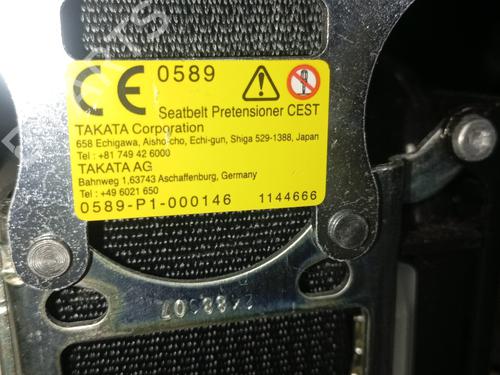 CE 0589
Seatbelt Pretensioner CEST
TAKATA Corporation
658 Echigawa, Aisho-cho, Echi-gun, Shiga 529-1388, Japan
Tel : +81 749 42 6000
TAKATA AG
Bahnweg 1,63743 Aschaffenburg, Germany
Tel : +49 6021 650
0589-P1-000146 1144666